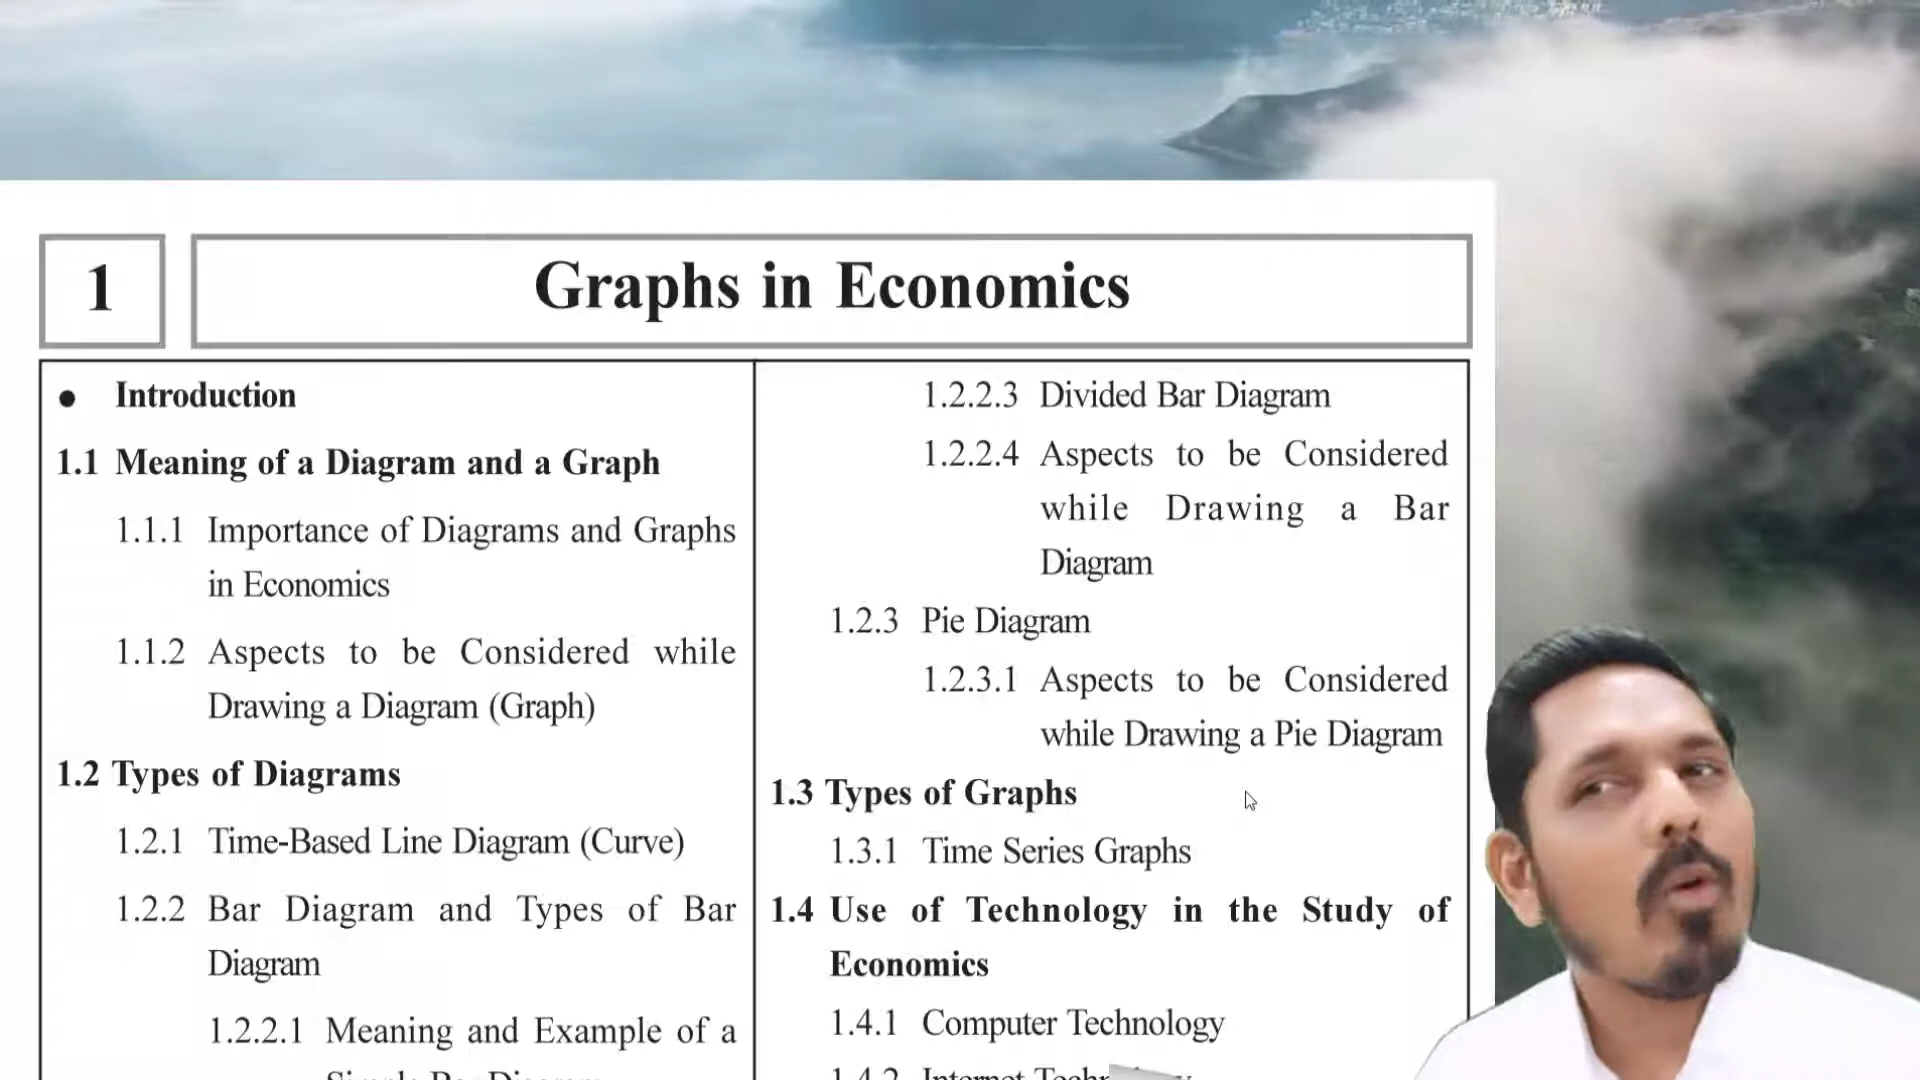 1
Graphs in Economics
● Introduction
1.1 Meaning of a Diagram and a Graph
1.1.1 Importance of Diagrams and Graphs
in Economics
1.1.2 Aspects to be Considered while
Drawing a Diagram (Graph)
1.2 Types of Diagrams
1.2.1 Time-Based Line Diagram (Curve)
1.2.2 Bar Diagram and Types of Bar
Diagram
1.2.2.1 Meaning and Example of a
1.2.2.3 Divided Bar Diagram
1.2.2.4 Aspects to be Considered
while Drawing a Bar
Diagram
1.2.3 Pie Diagram
1.2.3.1 Aspects to be Considered
while Drawing a Pie Diagram
1.3 Types of Graphs
1.3.1 Time Series Graphs
1.4 Use of Technology in the Study of
Economics
1.4.1 Computer Technology
1.4.2 Internet